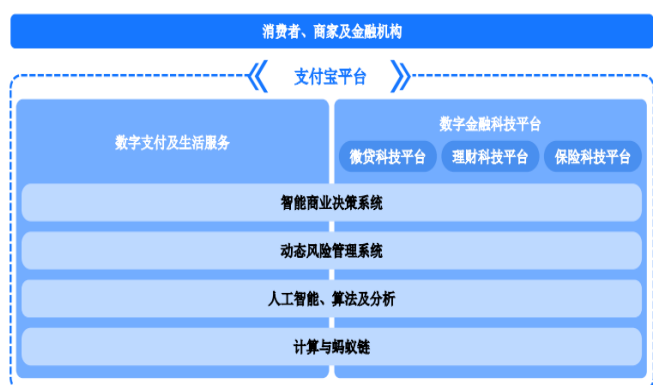 消费者、商家及金融机构
支付宝平台
数字支付及生活服务
数字金融科技平台
微贷科技平台 理财科技平台 保险科技平台
智能商业决策系统
动态风险管理系统
人工智能、算法及分析
计算与蚂蚁链